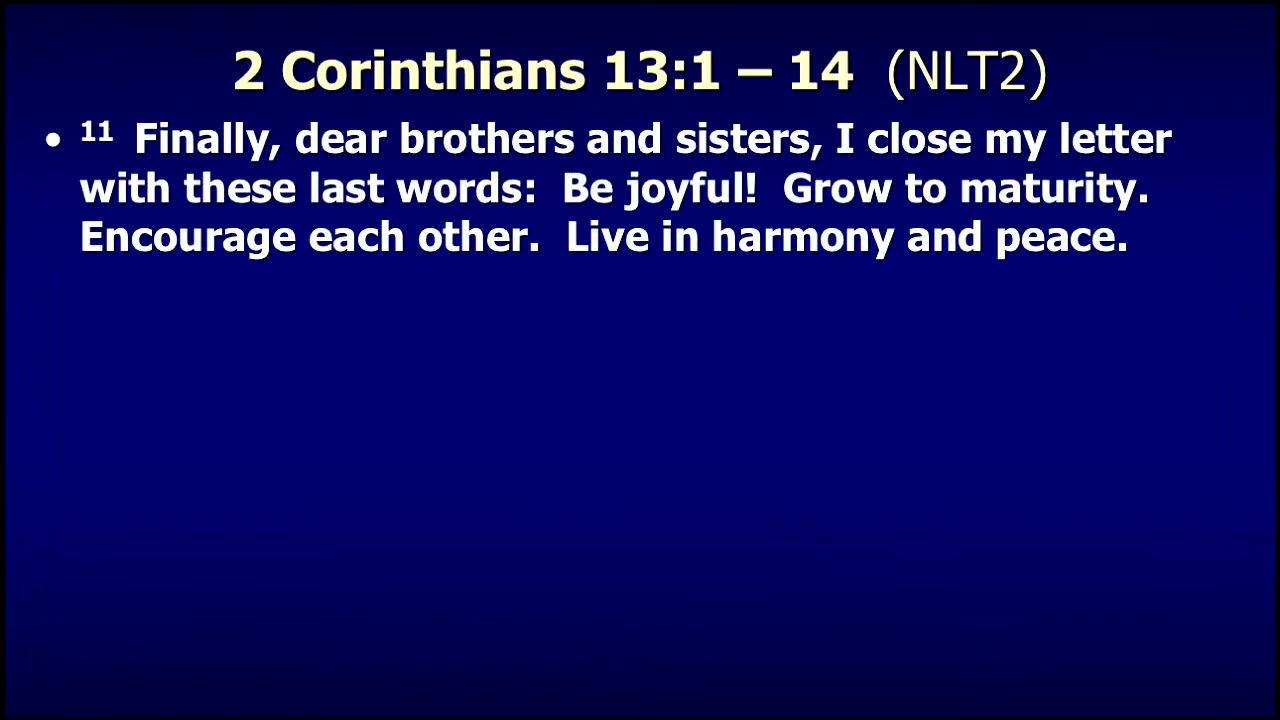 2 Corinthians 13:1 – 14 (NLT2)
• 11 Finally, dear brothers and sisters, I close my letter
with these last words: Be joyful! Grow to maturity.
Encourage each other. Live in harmony and peace.